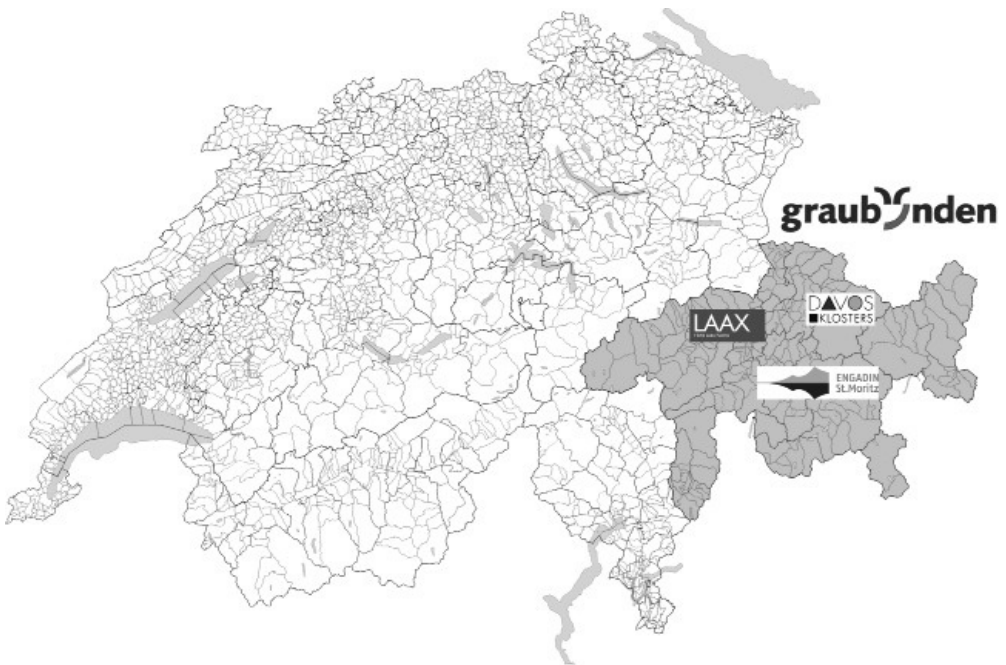 graubünden
DAVOS
KLOSTERS
LAAX
ENGADIN
St.Moritz